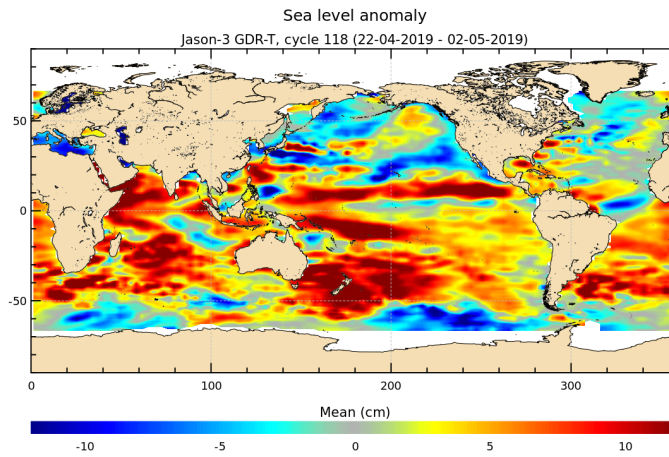 Sea level anomaly
Jason-3 GDR-T, cycle 118 (22-04-2019 - 02-05-2019)
50
0
-50
0 100 200 300
Mean (cm)
-10 -5 0 5 10